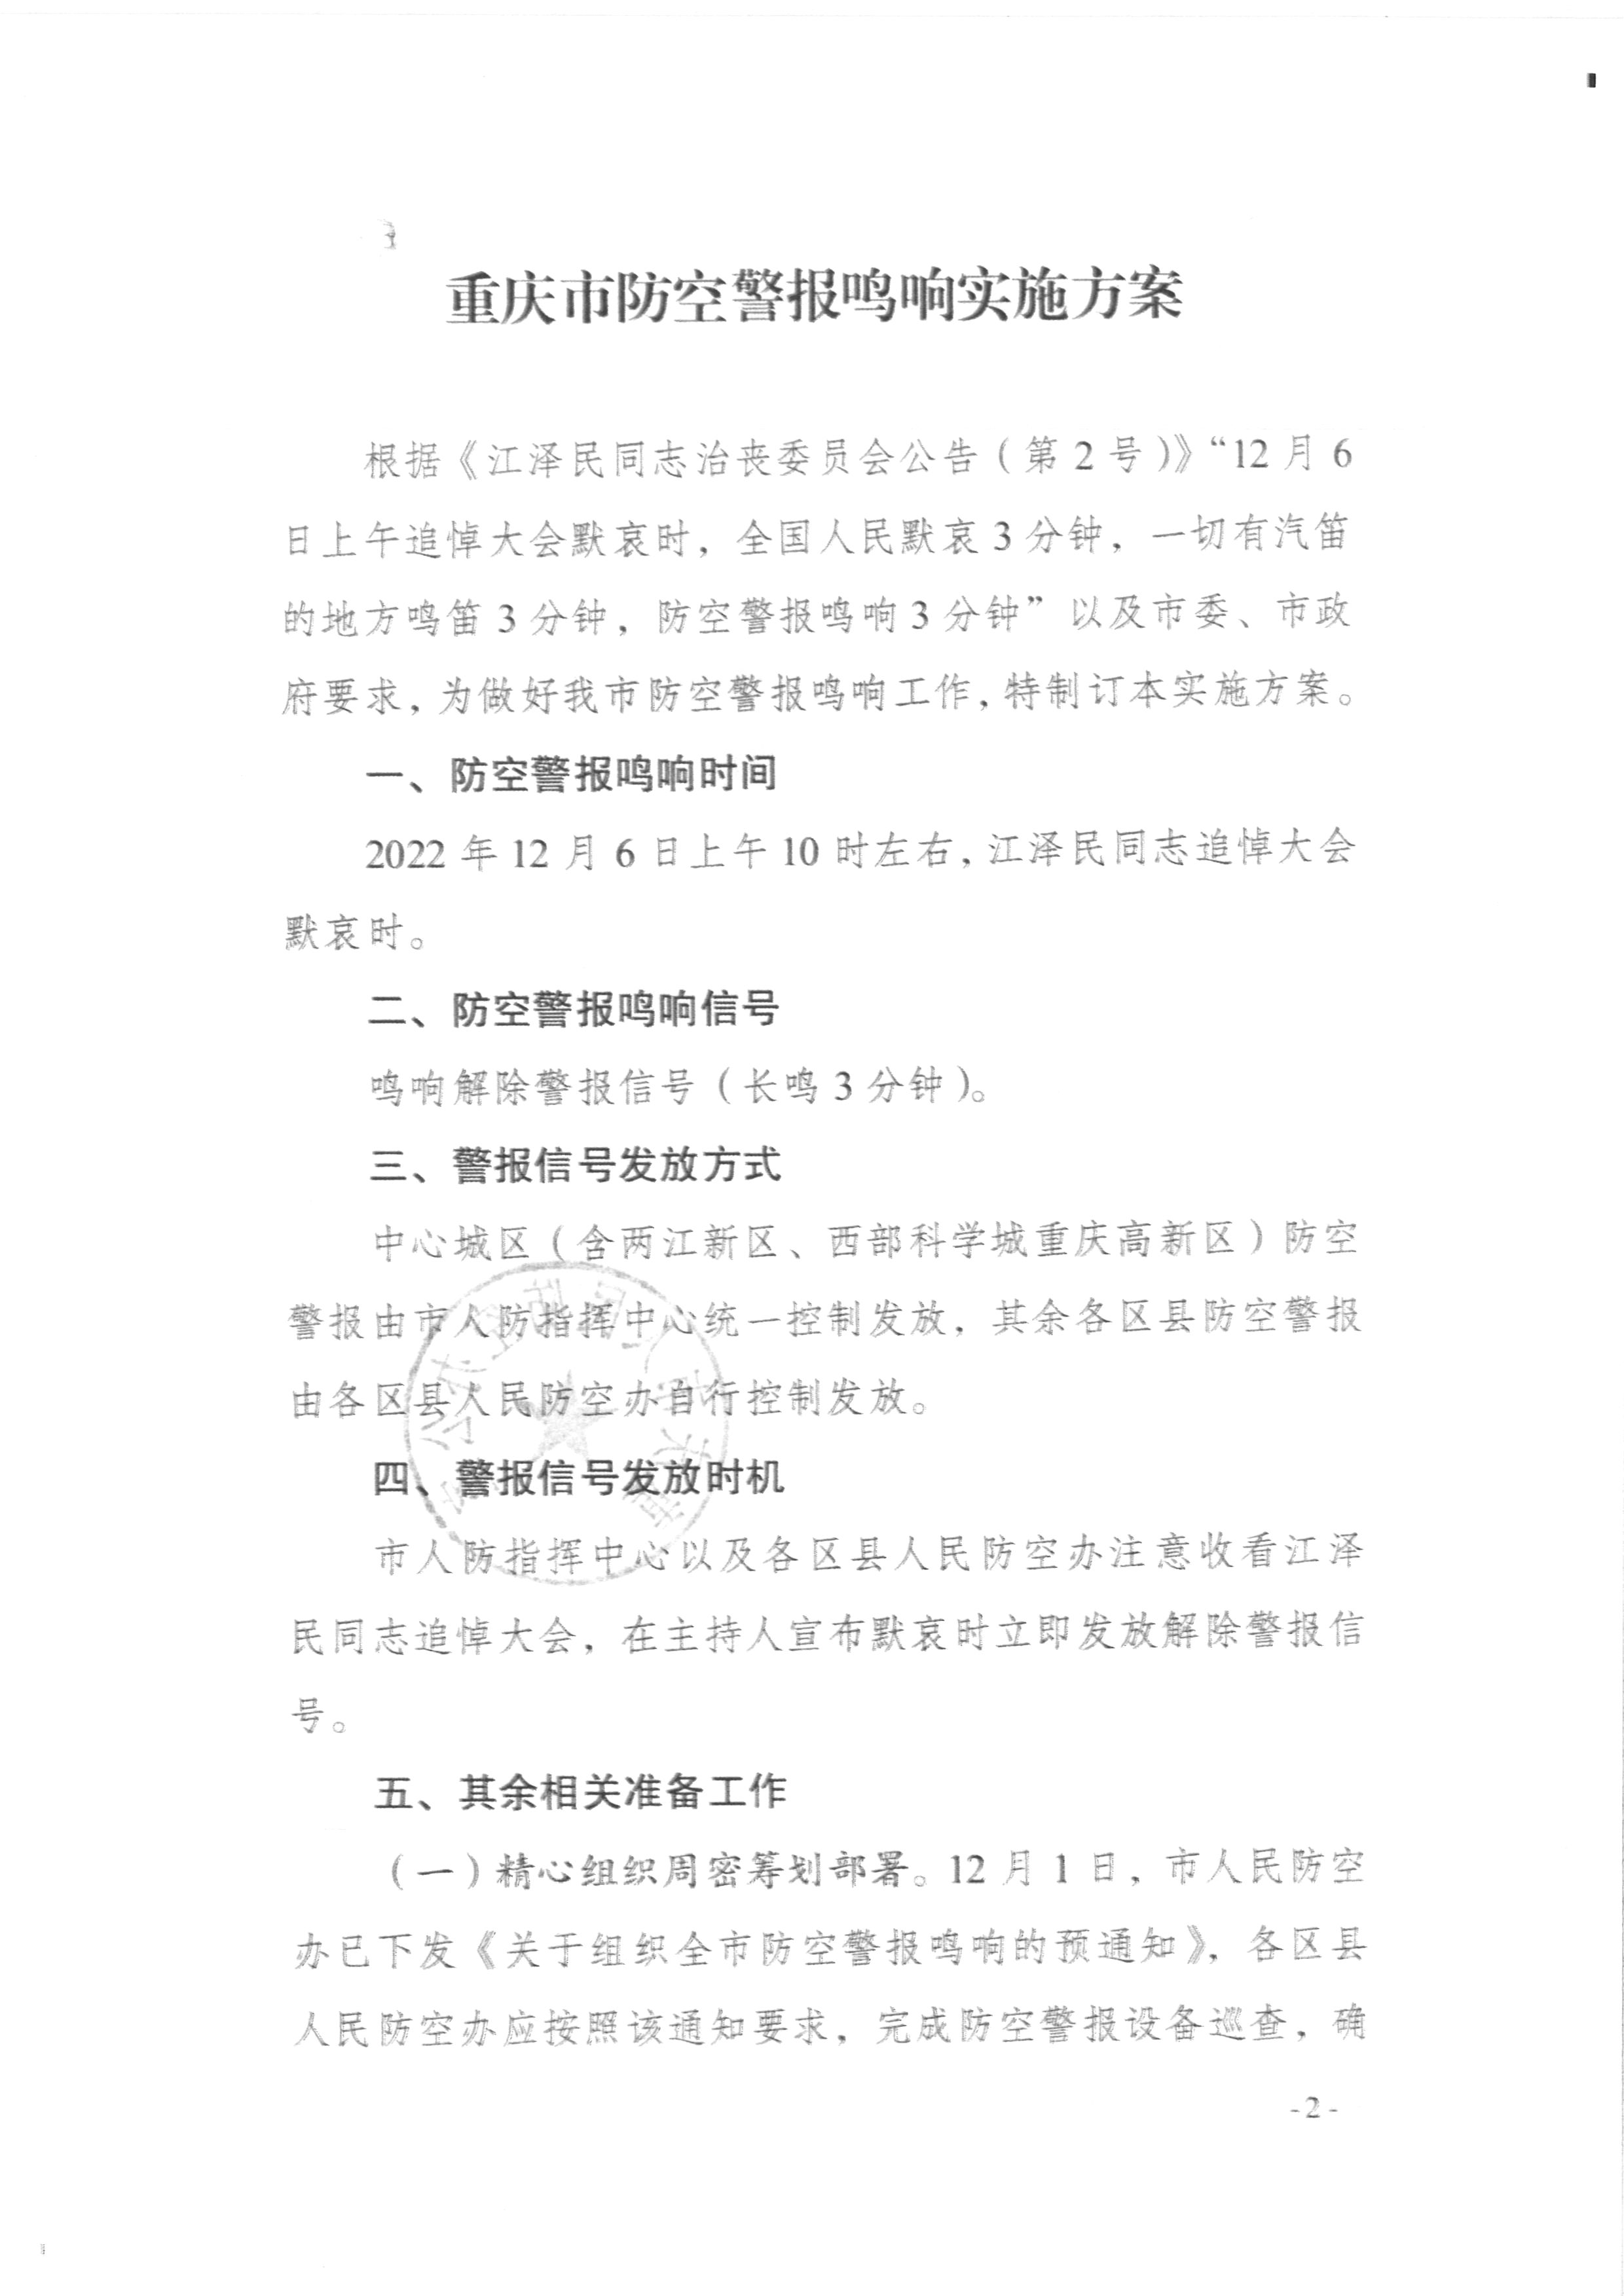 重庆市防空警报鸣响实施方案
根据《江泽民同志治丧委员会公告（第2号）》“12月6
日上午追悼大会默哀时，全国人民默哀3分钟，一切有汽笛
的地方鸣笛3分钟，防空警报鸣响3分钟”以及市委、市政
府要求，为做好我市防空警报鸣响工作，特制订本实施方案。
一、防空警报鸣响时间
2022年12月6日上午10时左右，江泽民同志追悼大会
默哀时。
二、防空警报鸣响信号
鸣响解除警报信号（长鸣3分钟）。
三、警报信号发放方式
中心城区（含两江新区、西部科学城重庆高新区）防空
警报由市人防指挥中心统一控制发放，其余各区县防空警报
由各区县人民防空办自行控制发放。
四、警报信号发放时机
市人防指挥中心以及各区县人民防空办注意收看江泽
民同志追悼大会，在主持人宣布默哀时立即发放解除警报信
号。
五、其余相关准备工作
（一）精心组织周密筹划部署。12月1日，市人民防空
办已下发《关于组织全市防空警报鸣响的预通知》，各区县
人民防空办应按照该通知要求，完成防空警报设备巡查，确
-2-